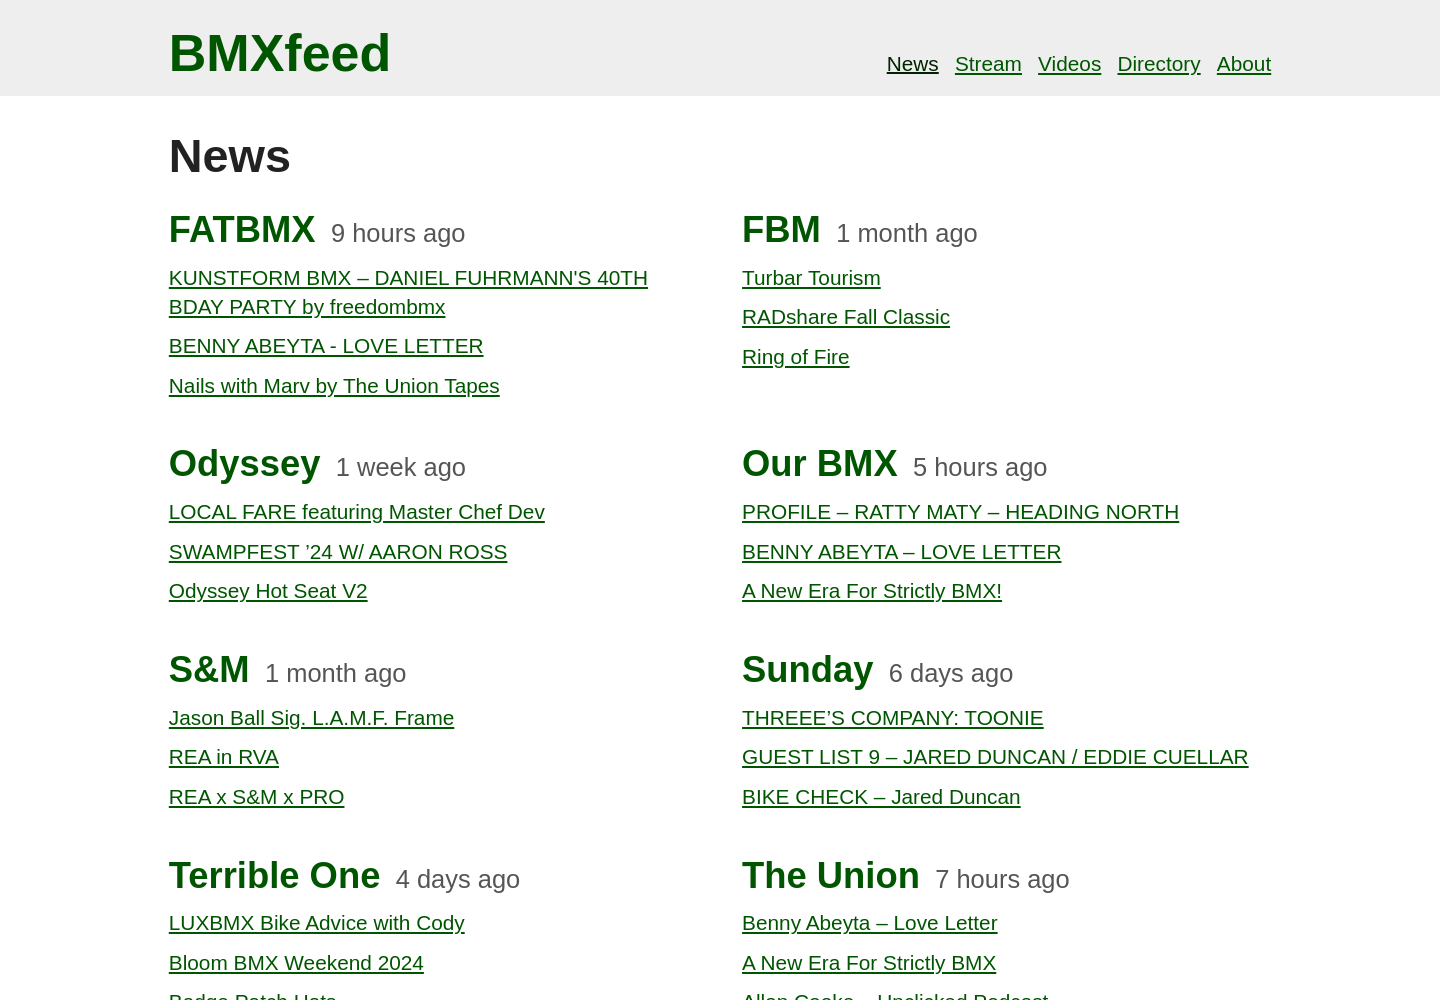 BMXfeed
News Stream Videos Directory About
News
FATBMX 9 hours ago
KUNSTFORM BMX – DANIEL FUHRMANN'S 40TH
BDAY PARTY by freedombmx
BENNY ABEYTA - LOVE LETTER
Nails with Marv by The Union Tapes
FBM 1 month ago
Turbar Tourism
RADshare Fall Classic
Ring of Fire
Odyssey 1 week ago
LOCAL FARE featuring Master Chef Dev
SWAMPFEST ’24 W/ AARON ROSS
Odyssey Hot Seat V2
Our BMX 5 hours ago
PROFILE – RATTY MATY – HEADING NORTH
BENNY ABEYTA – LOVE LETTER
A New Era For Strictly BMX!
S&M 1 month ago
Jason Ball Sig. L.A.M.F. Frame
REA in RVA
REA x S&M x PRO
Sunday 6 days ago
THREEE’S COMPANY: TOONIE
GUEST LIST 9 – JARED DUNCAN / EDDIE CUELLAR
BIKE CHECK – Jared Duncan
Terrible One 4 days ago
LUXBMX Bike Advice with Cody
Bloom BMX Weekend 2024
Badge Patch Hats
The Union 7 hours ago
Benny Abeyta – Love Letter
A New Era For Strictly BMX
Allan Cooke – Unclicked Podcast